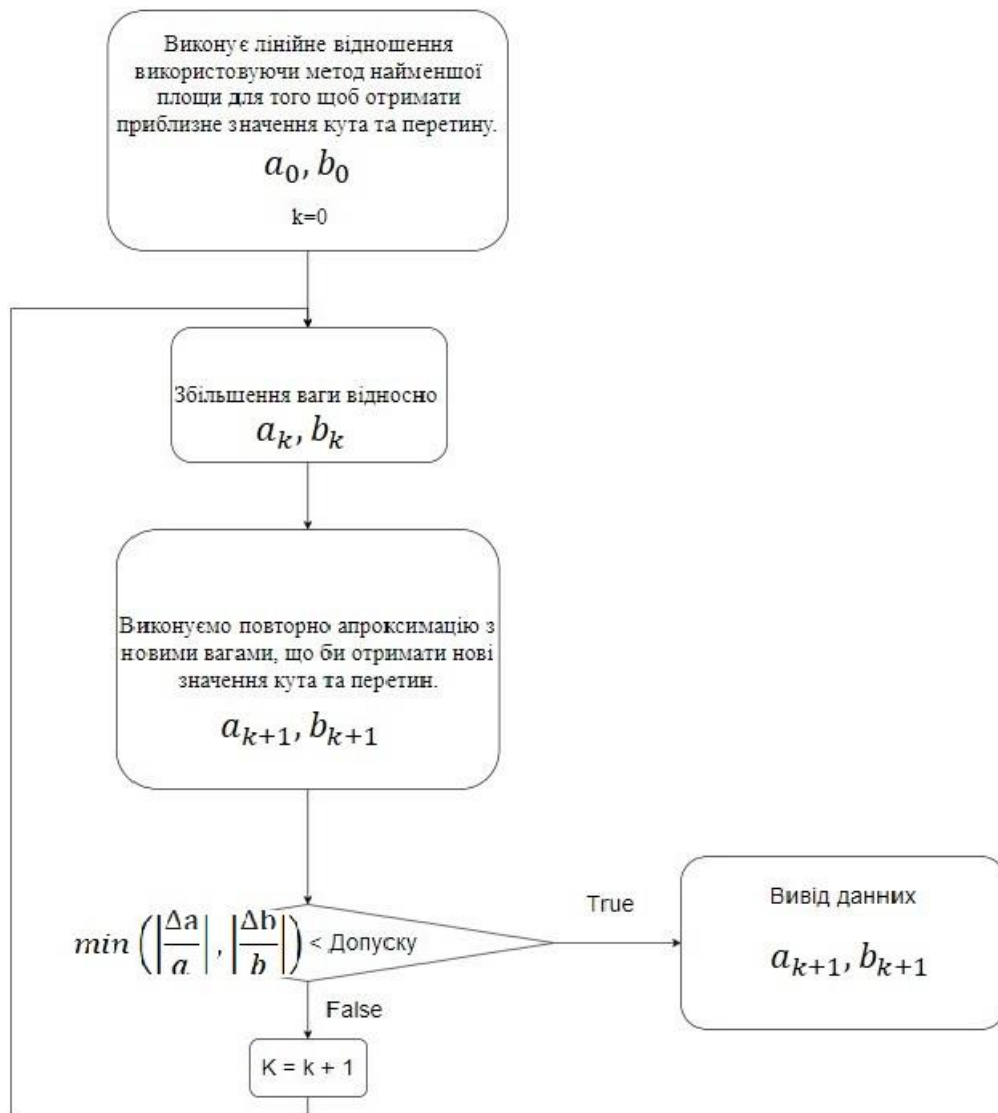 Виконує лінійне відношення
використовуючи метод найменшої
площи для того щоб отримати
приблизне значення кута та перетину.
a₀, b₀
k=0
Збільшення ваги відносно
aₖ, bₖ
Виконуємо повторно апроксимацію з
новими вагами, що би отримати нові
значення кута та перетин.
aₖ₊₁, bₖ₊₁
min (|Δa/a|, |Δb/b|) < Допуску
True
Вивід данних
aₖ₊₁, bₖ₊₁
False
K = k + 1